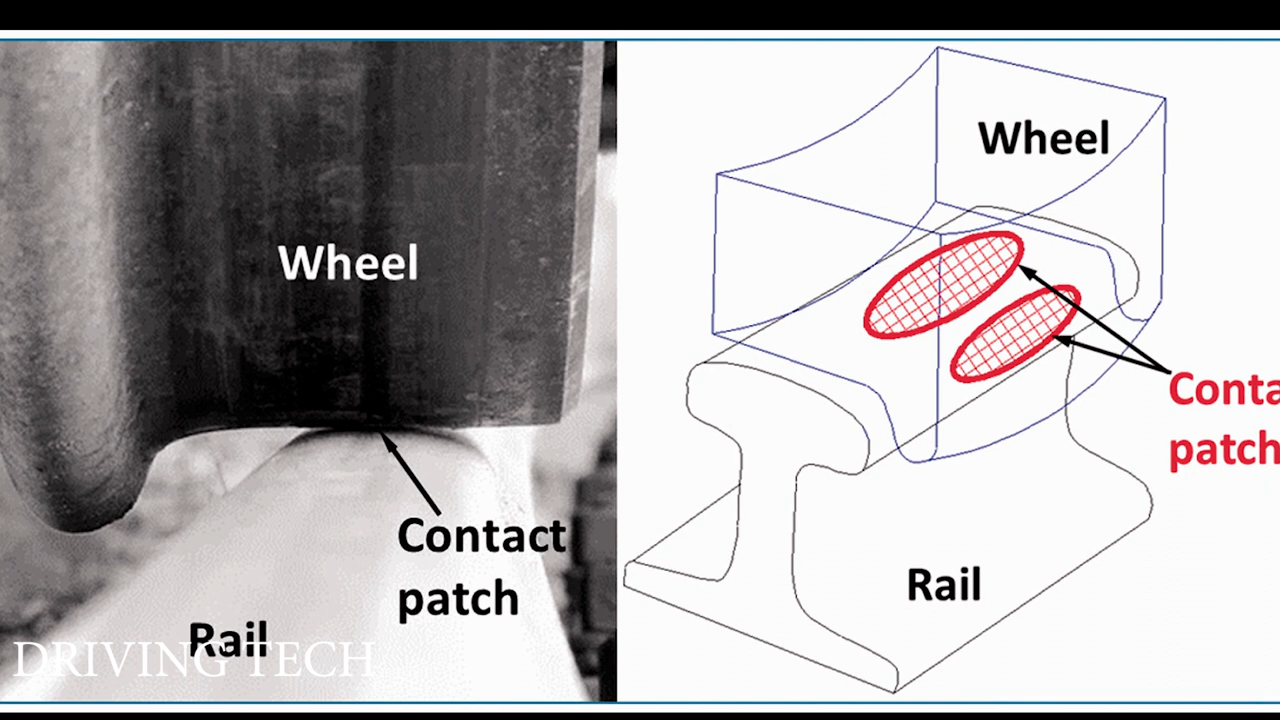 Wheel
Contact
patch
Rail
DRIVING TECH
Wheel
Conta
patch
Rail